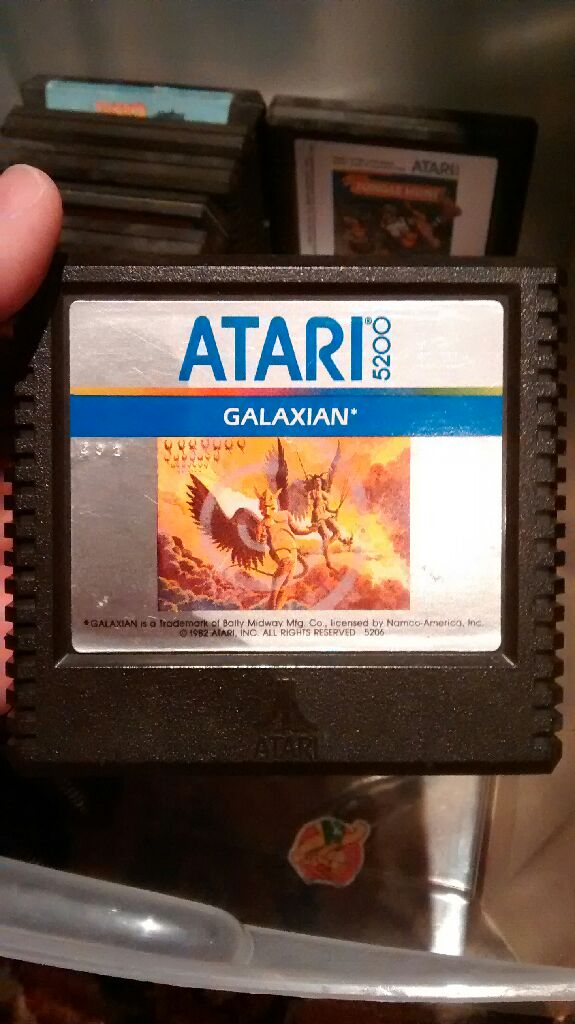 ATARI
ATARI® 5200
GALAXIAN*
*GALAXIAN is a trademark of Bally Midway Mfg. Co., licensed by Namco-America, Inc.
© 1982 ATARI, INC. ALL RIGHTS RESERVED 5206
ATARI